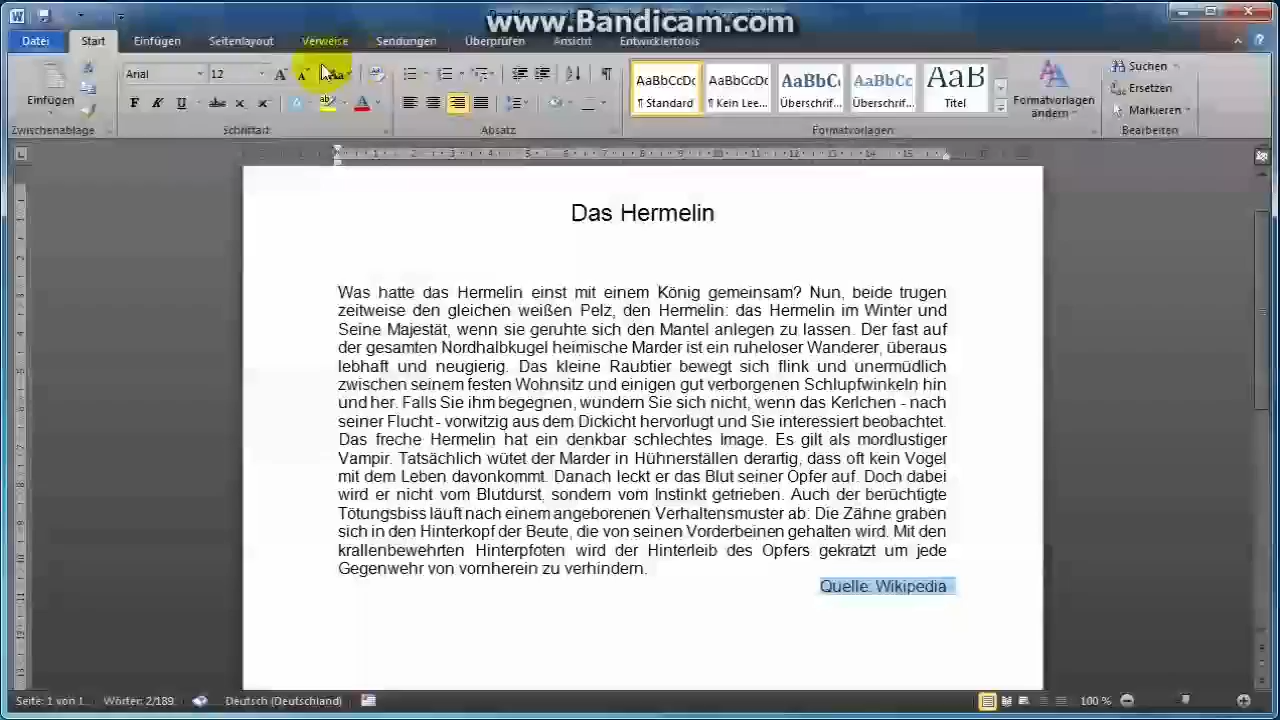 www.Bandicam.com
Datei Start Einfügen Seitenlayout Verweise Sendungen Überprüfen Ansicht Entwicklertools
Arial 12 AaBbCcDc AaBbCcDc AaBbC AaBbCc AaB Suchen
Einfügen ¶ Standard ¶ Kein Lee... Überschrif... Überschrif... Titel Formatvorlagen ändern Ersetzen
Markieren
Zwischenablage Schriftart Absatz Formatvorlagen Bearbeiten
Das Hermelin
Was hatte das Hermelin einst mit einem König gemeinsam? Nun, beide trugen
zeitweise den gleichen weißen Pelz, den Hermelin: das Hermelin im Winter und
Seine Majestät, wenn sie geruhte sich den Mantel anlegen zu lassen. Der fast auf
der gesamten Nordhalbkugel heimische Marder ist ein ruheloser Wanderer, überaus
lebhaft und neugierig. Das kleine Raubtier bewegt sich flink und unermüdlich
zwischen seinem festen Wohnsitz und einigen gut verborgenen Schlupfwinkeln hin
und her. Falls Sie ihm begegnen, wundern Sie sich nicht, wenn das Kerlchen - nach
seiner Flucht - vorwitzig aus dem Dickicht hervorlugt und Sie interessiert beobachtet.
Das freche Hermelin hat ein denkbar schlechtes Image. Es gilt als mordlustiger
Vampir. Tatsächlich wütet der Marder in Hühnerställen derartig, dass oft kein Vogel
mit dem Leben davonkommt. Danach leckt er das Blut seiner Opfer auf. Doch dabei
wird er nicht vom Blutdurst, sondern vom Instinkt getrieben. Auch der berüchtigte
Tötungsbiss läuft nach einem angeborenen Verhaltensmuster ab: Die Zähne graben
sich in den Hinterkopf der Beute, die von seinen Vorderbeinen gehalten wird. Mit den
krallenbewehrten Hinterpfoten wird der Hinterleib des Opfers gekratzt um jede
Gegenwehr von vornherein zu verhindern.
Quelle: Wikipedia
Seite: 1 von 1 Wörter: 2/189 Deutsch (Deutschland) 100 %